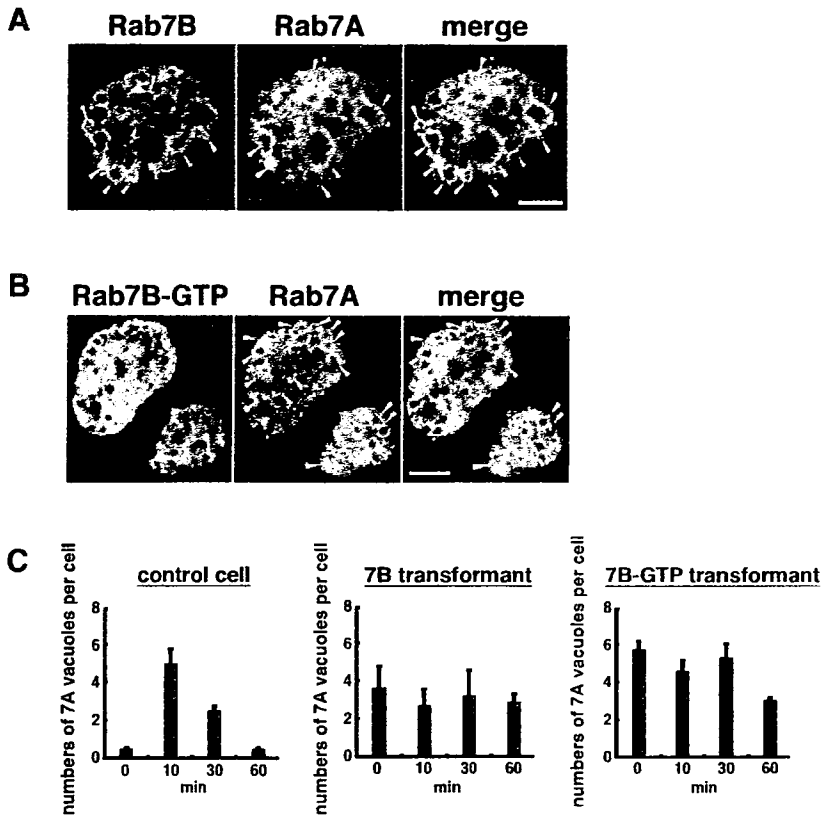 A
Rab7B Rab7A merge
B
Rab7B-GTP Rab7A merge
C
control cell
numbers of 7A vacuoles per cell
8
6
4
2
0
0 10 30 60
min
7B transformant
numbers of 7A vacuoles per cell
8
6
4
2
0
0 10 30 60
min
7B-GTP transformant
numbers of 7A vacuoles per cell
8
6
4
2
0
0 10 30 60
min